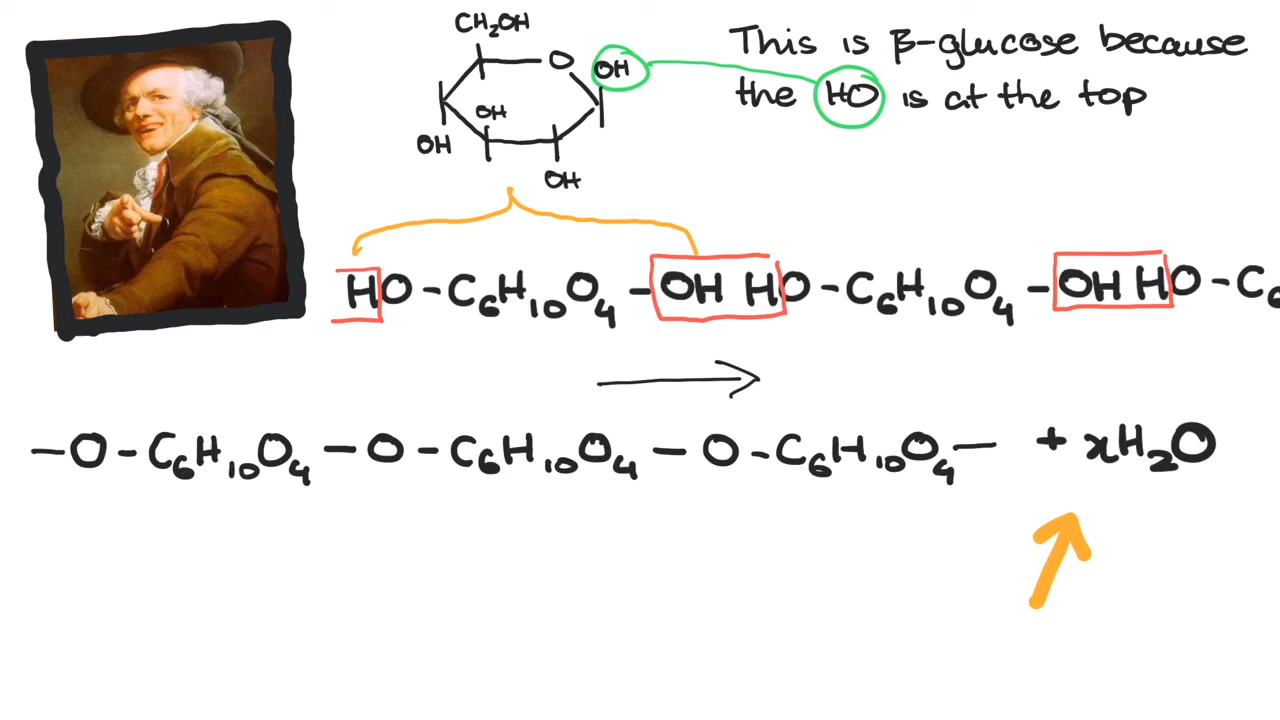 CH₂OH
O
OH
OH
OH
OH
This is β-glucose because
the HO is at the top
HO-C₆H₁₀O₄-OH HO-C₆H₁₀O₄-OH HO-C₆
-O-C₆H₁₀O₄-O-C₆H₁₀O₄-O-C₆H₁₀O₄- + xH₂O